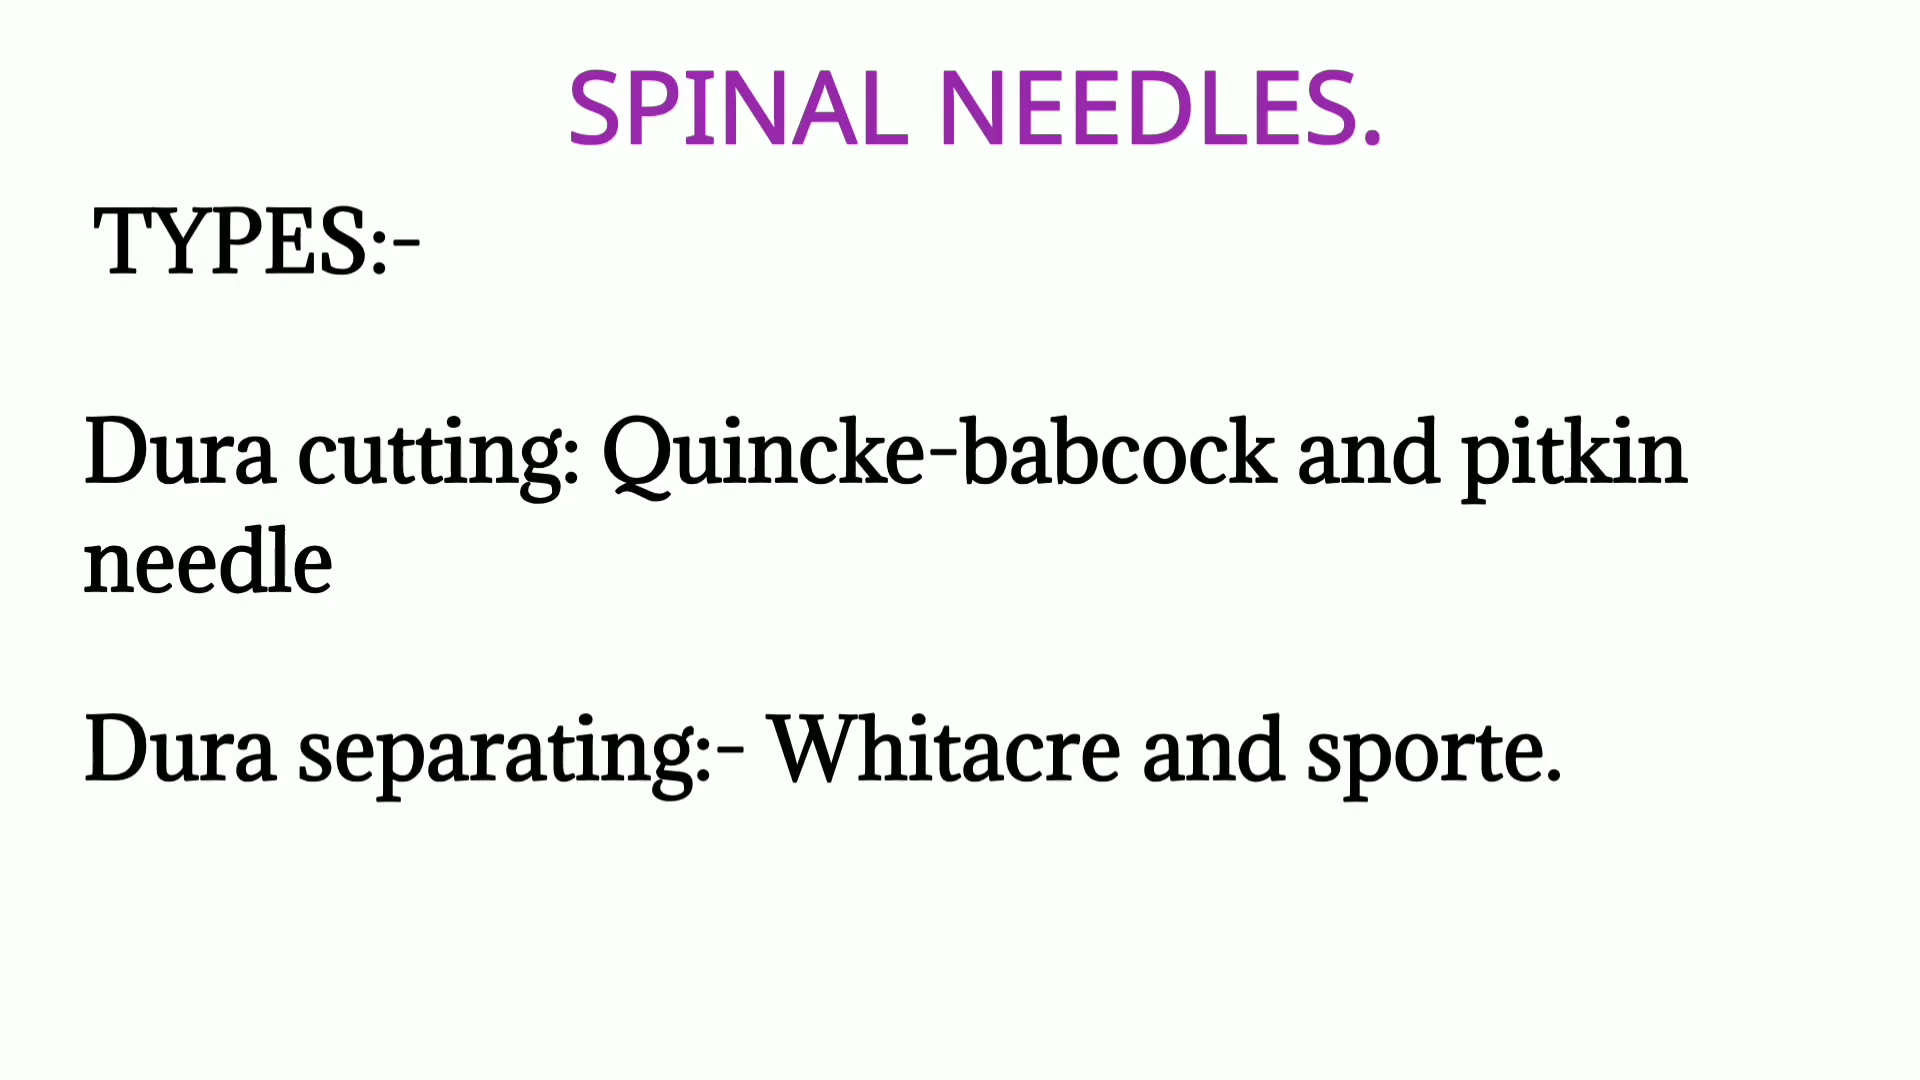 SPINAL NEEDLES.
TYPES:-
Dura cutting: Quincke-babcock and pitkin
needle
Dura separating:- Whitacre and sporte.